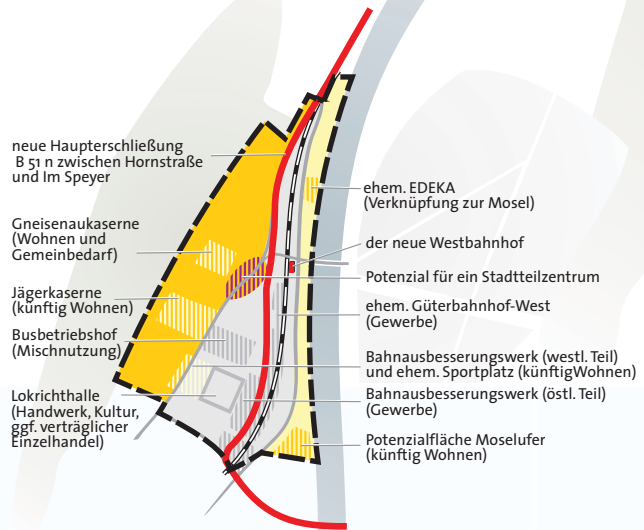 neue Haupterschließung
B 51 n zwischen Hornstraße
und Im Speyer
Gneisenaukaserne
(Wohnen und
Gemeinbedarf)
Jägerkaserne
(künftig Wohnen)
Busbetriebshof
(Mischnutzung)
Lokrichthalle
(Handwerk, Kultur,
ggf. verträglicher
Einzelhandel)
ehem. EDEKA
(Verknüpfung zur Mosel)
der neue Westbahnhof
Potenzial für ein Stadtteilzentrum
ehem. Güterbahnhof-West
(Gewerbe)
Bahnausbesserungswerk (westl. Teil)
und ehem. Sportplatz (künftigWohnen)
Bahnausbesserungswerk (östl. Teil)
(Gewerbe)
Potenzialfläche Moselufer
(künftig Wohnen)